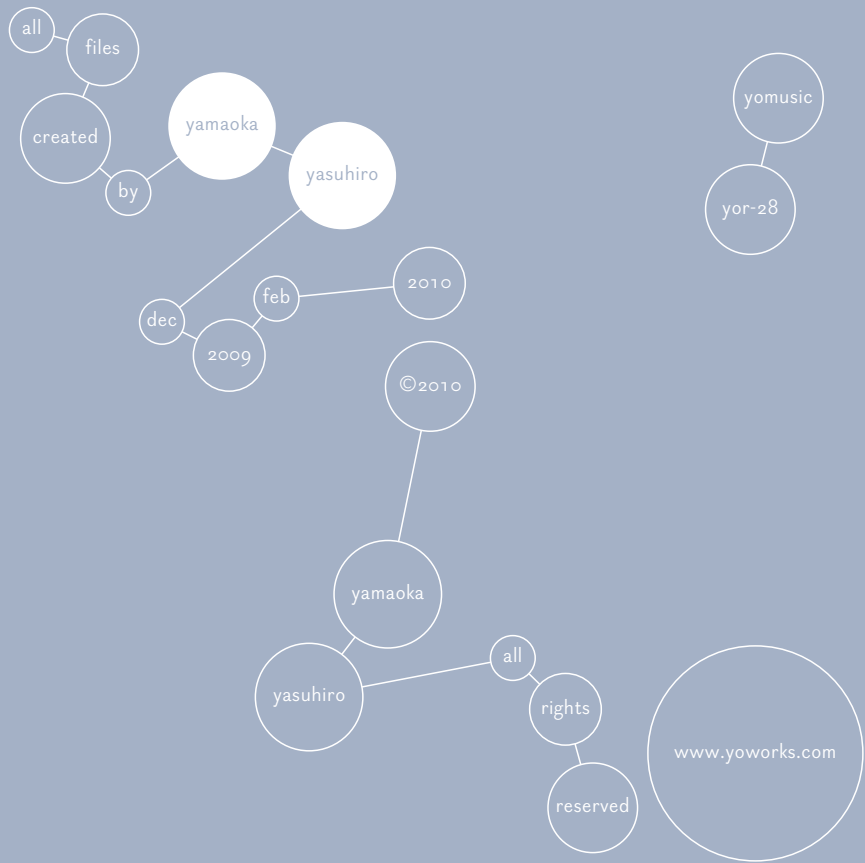 all
files
created
by
yamaoka
yasuhiro
dec
2009
feb
2010
©2010
yamaoka
yasuhiro
all
rights
reserved
yomusic
yor-28
www.yoworks.com